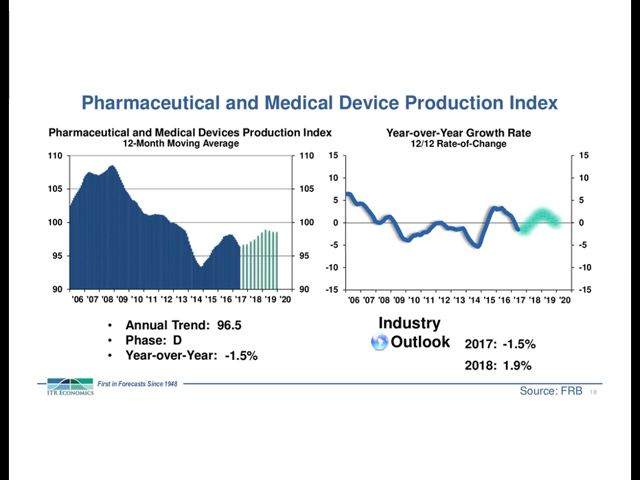 Pharmaceutical and Medical Device Production Index
Pharmaceutical and Medical Devices Production Index
12-Month Moving Average
110
105
100
95
90
110
105
100
95
90
'06 '07 '08 '09 '10 '11 '12 '13 '14 '15 '16 '17 '18 '19 '20
Year-over-Year Growth Rate
12/12 Rate-of-Change
15
10
5
0
-5
-10
-15
15
10
5
0
-5
-10
-15
'06 '07 '08 '09 '10 '11 '12 '13 '14 '15 '16 '17 '18 '19 '20
• Annual Trend: 96.5
• Phase: D
• Year-over-Year: -1.5%
Industry
Outlook
2017: -1.5%
2018: 1.9%
ITR ECONOMICS
First in Forecasts Since 1948
Source: FRB
18